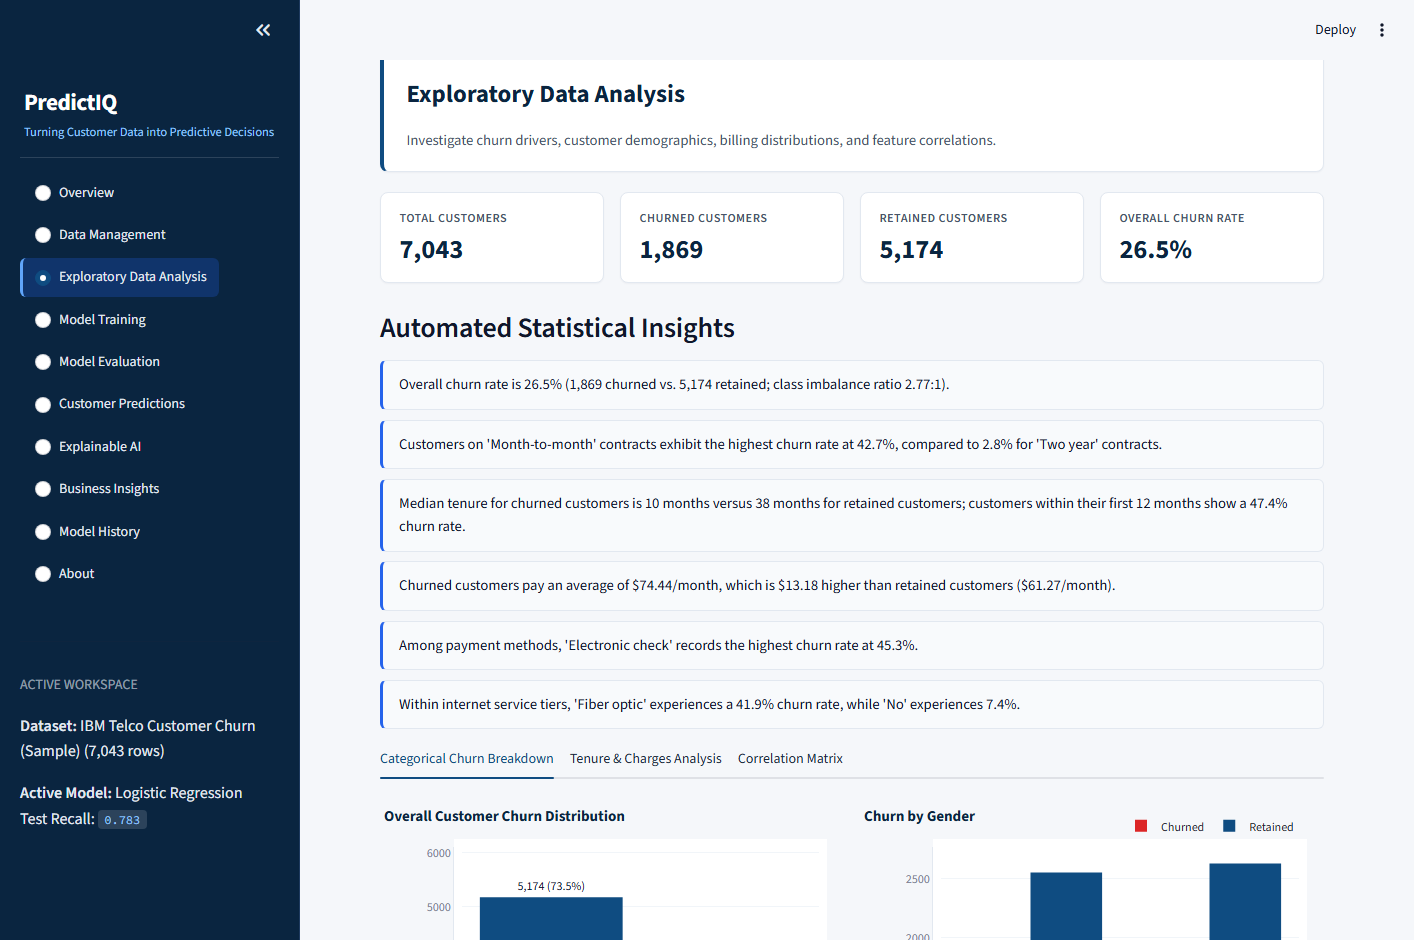 Deploy
PredictIQ
Turning Customer Data into Predictive Decisions
Overview
Data Management
Exploratory Data Analysis
Model Training
Model Evaluation
Customer Predictions
Explainable AI
Business Insights
Model History
About
ACTIVE WORKSPACE
Dataset: IBM Telco Customer Churn
(Sample) (7,043 rows)
Active Model: Logistic Regression
Test Recall: 0.783
Exploratory Data Analysis
Investigate churn drivers, customer demographics, billing distributions, and feature correlations.
TOTAL CUSTOMERS
7,043
CHURNED CUSTOMERS
1,869
RETAINED CUSTOMERS
5,174
OVERALL CHURN RATE
26.5%
Automated Statistical Insights
Overall churn rate is 26.5% (1,869 churned vs. 5,174 retained; class imbalance ratio 2.77:1).
Customers on 'Month-to-month' contracts exhibit the highest churn rate at 42.7%, compared to 2.8% for 'Two year' contracts.
Median tenure for churned customers is 10 months versus 38 months for retained customers; customers within their first 12 months show a 47.4%
churn rate.
Churned customers pay an average of $74.44/month, which is $13.18 higher than retained customers ($61.27/month).
Among payment methods, 'Electronic check' records the highest churn rate at 45.3%.
Within internet service tiers, 'Fiber optic' experiences a 41.9% churn rate, while 'No' experiences 7.4%.
Categorical Churn Breakdown Tenure & Charges Analysis Correlation Matrix
Overall Customer Churn Distribution
6000
5,174 (73.5%)
5000
Churn by Gender
Churned Retained
2500
2000